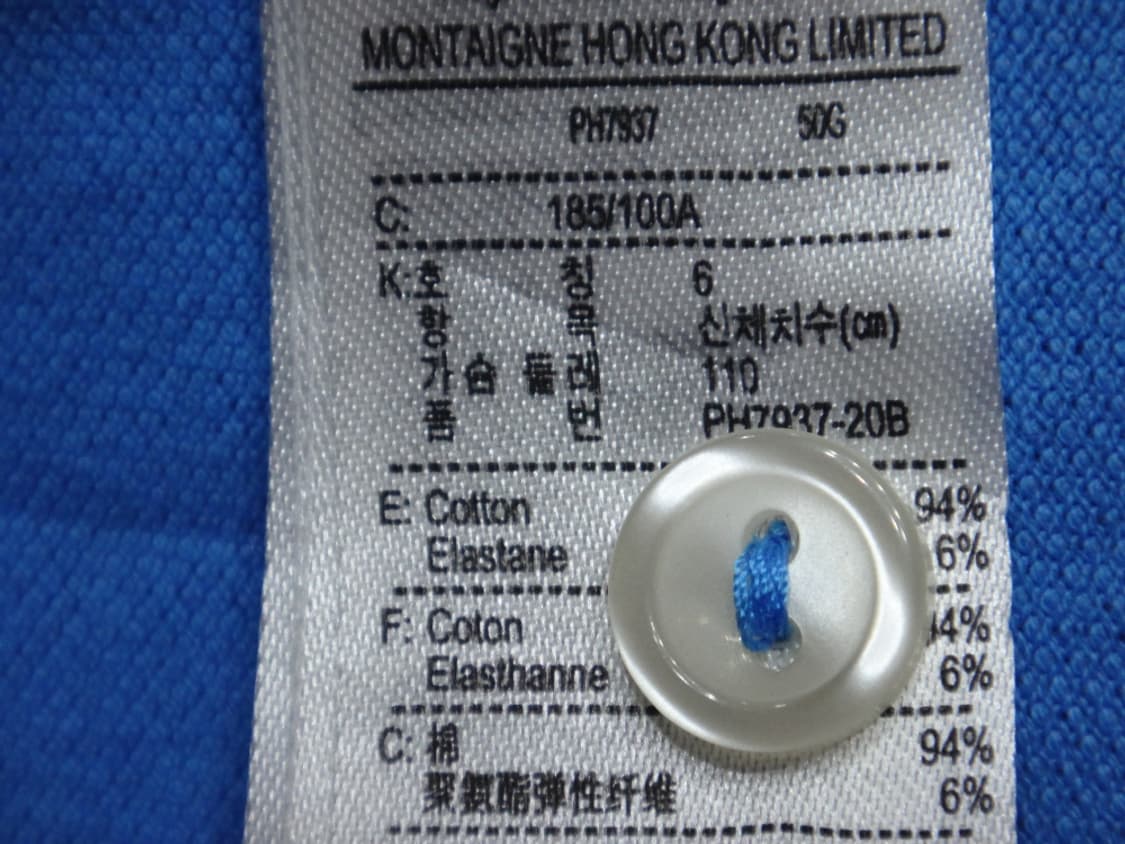 MONTAIGNE HONG KONG LIMITED
PH7937 50G
C: 185/100A
K:호 칭 6
항 목 신체치수(cm)
가 슴 둘 레 110
품 번 PH7937-20B
E: Cotton 94%
Elastane 6%
F: Coton 94%
Elasthanne 6%
C: 棉 94%
聚氨酯弹性纤维 6%